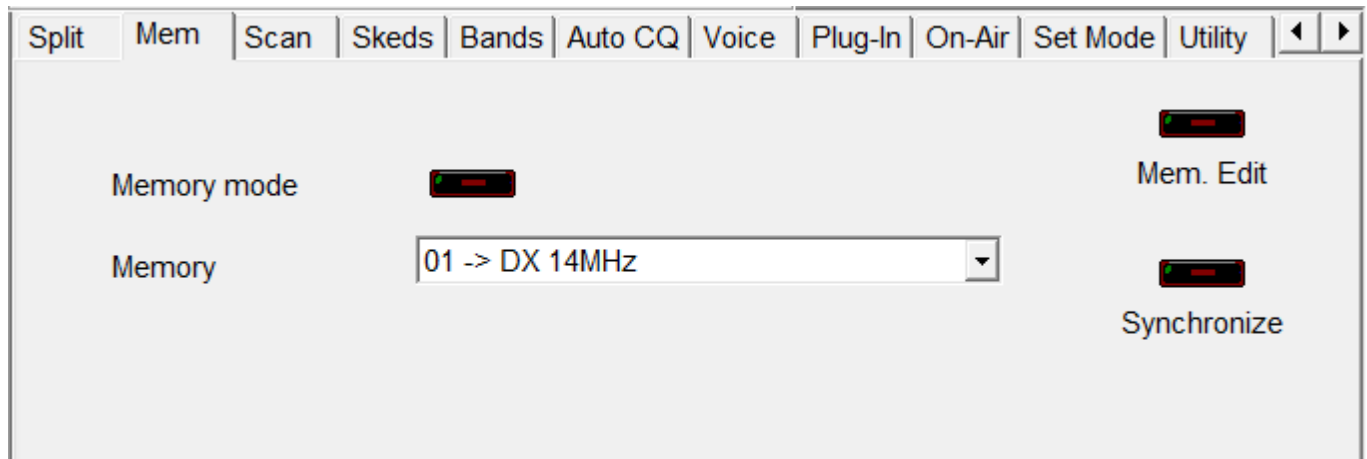 Split Mem Scan Skeds Bands Auto CQ Voice Plug-In On-Air Set Mode Utility
Mem. Edit
Memory mode
Memory 01 -> DX 14MHz
Synchronize